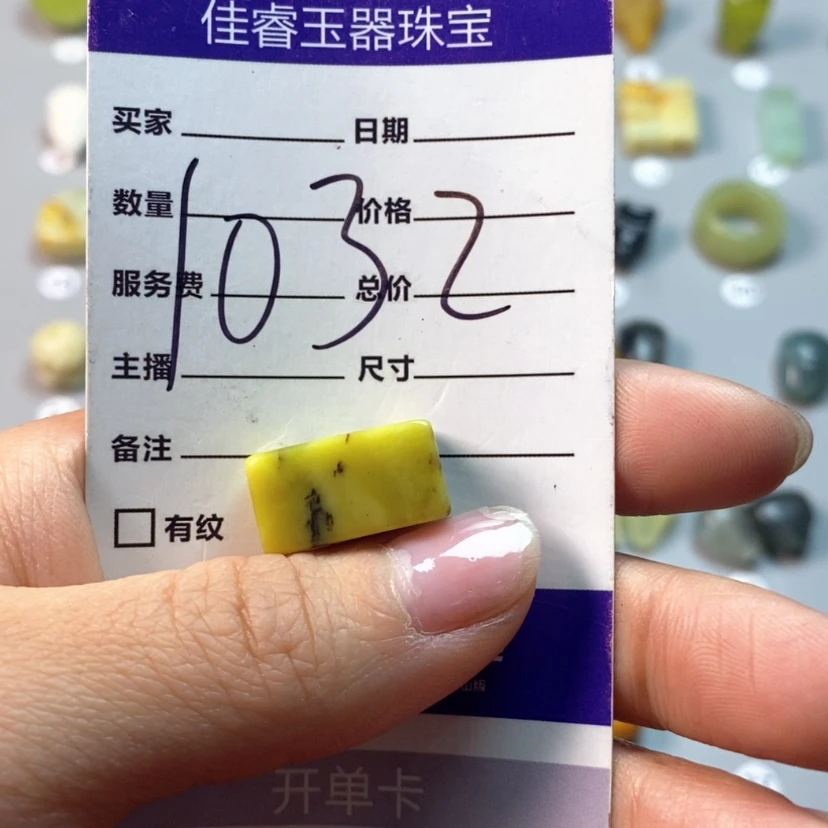 佳睿玉器珠宝
买家 日期
数量 价格
1032
服务费 总价
主播 尺寸
备注
有纹
开单卡